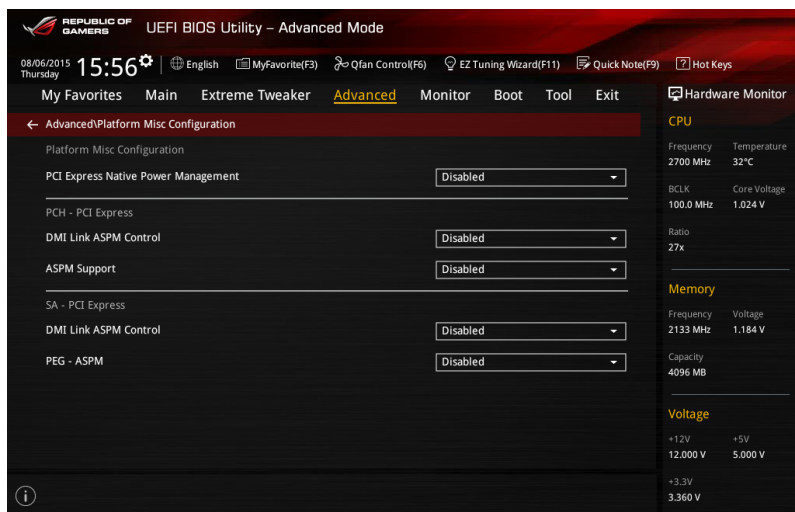 REPUBLIC OF GAMERS
UEFI BIOS Utility – Advanced Mode
08/06/2015 Thursday 15:56 English MyFavorite(F3) Qfan Control(F6) EZ Tuning Wizard(F11) Quick Note(F9) ? Hot Keys
My Favorites Main Extreme Tweaker Advanced Monitor Boot Tool Exit
← Advanced\Platform Misc Configuration
Platform Misc Configuration
PCI Express Native Power Management Disabled
PCH - PCI Express
DMI Link ASPM Control Disabled
ASPM Support Disabled
SA - PCI Express
DMI Link ASPM Control Disabled
PEG - ASPM Disabled
Hardware Monitor
CPU
Frequency Temperature
2700 MHz 32°C
BCLK Core Voltage
100.0 MHz 1.024 V
Ratio
27x
Memory
Frequency Voltage
2133 MHz 1.184 V
Capacity
4096 MB
Voltage
+12V +5V
12.000 V 5.000 V
+3.3V
3.360 V
i